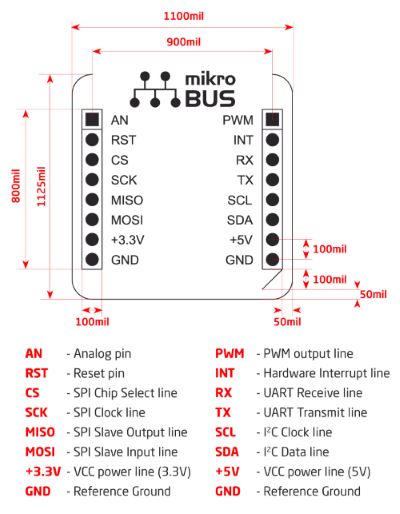 1100mil
900mil
mikro
BUS
AN PWM
RST INT
CS RX
SCK TX
MISO SCL
MOSI SDA
+3.3V +5V
GND GND
800mil
1125mil
100mil
100mil
50mil
100mil
50mil
AN - Analog pin
RST - Reset pin
CS - SPI Chip Select line
SCK - SPI Clock line
MISO - SPI Slave Output line
MOSI - SPI Slave Input line
+3.3V - VCC power line (3.3V)
GND - Reference Ground
PWM - PWM output line
INT - Hardware Interrupt line
RX - UART Receive line
TX - UART Transmit line
SCL - I²C Clock line
SDA - I²C Data line
+5V - VCC power line (5V)
GND - Reference Ground